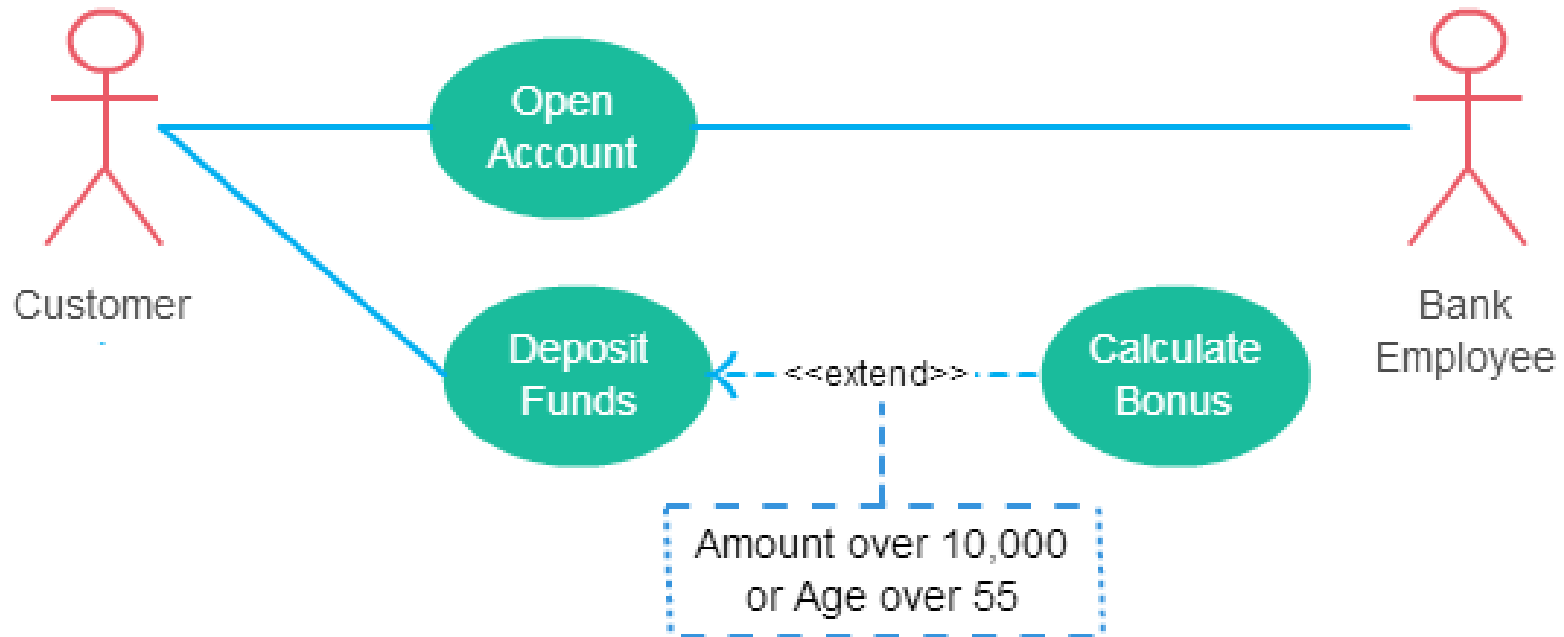 Open
Account
Customer
Bank
Employee
Deposit
Funds
<<extend>>
Calculate
Bonus
Amount over 10,000
or Age over 55